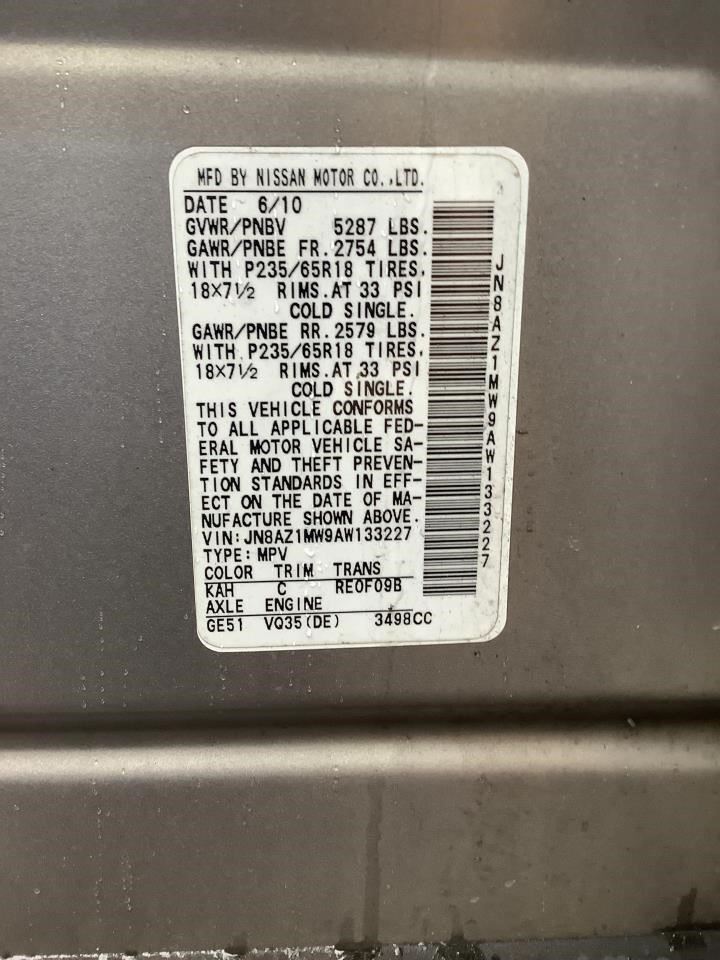 MFD BY NISSAN MOTOR CO.,LTD.
DATE 6/10
GVWR/PNBV 5287 LBS.
GAWR/PNBE FR. 2754 LBS.
WITH P235/65R18 TIRES,
18×7½ RIMS. AT 33 PSI
COLD SINGLE.
GAWR/PNBE RR. 2579 LBS.
WITH P235/65R18 TIRES,
18×7½ RIMS. AT 33 PSI
COLD SINGLE.
THIS VEHICLE CONFORMS
TO ALL APPLICABLE FED-
ERAL MOTOR VEHICLE SA-
FETY AND THEFT PREVEN-
TION STANDARDS IN EFF-
ECT ON THE DATE OF MA-
NUFACTURE SHOWN ABOVE.
VIN: JN8AZ1MW9AW133227
TYPE: MPV
COLOR TRIM TRANS
KAH C RE0F09B
AXLE ENGINE
GE51 VQ35(DE) 3498CC
JN8AZ1MW9AW133227